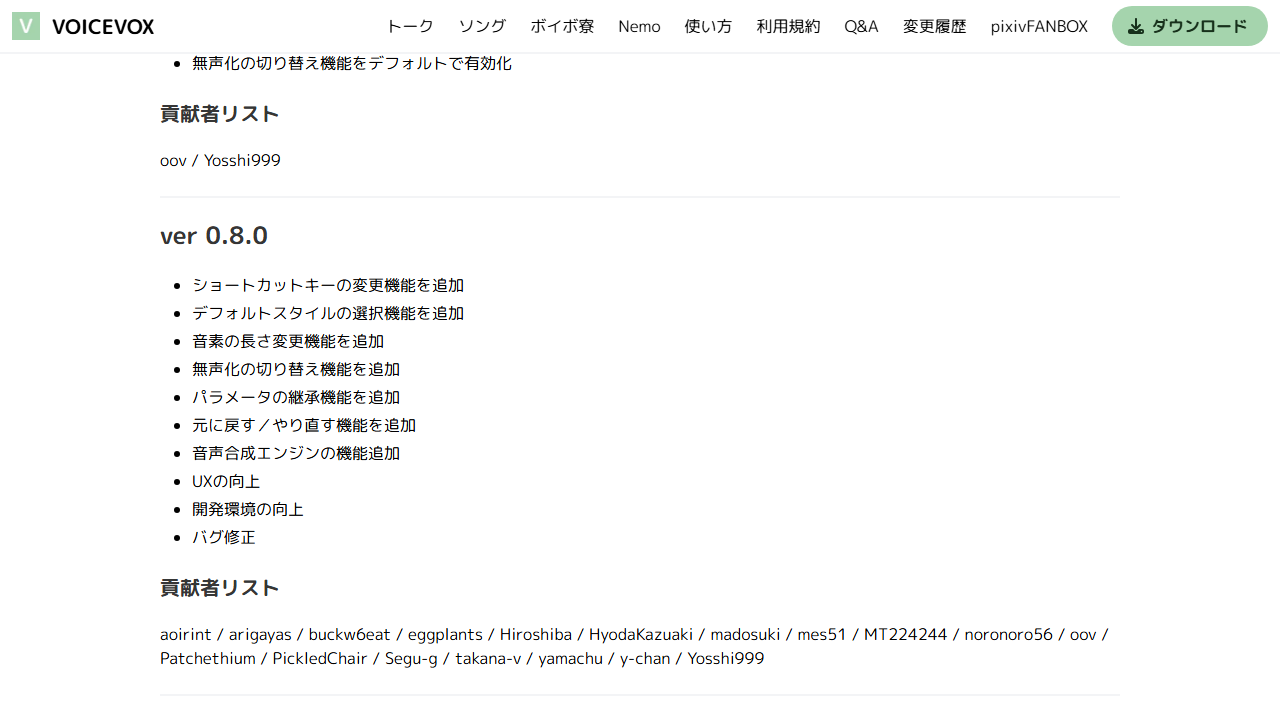 V VOICEVOX トーク ソング ボイボ寮 Nemo 使い方 利用規約 Q&A 変更履歴 pixivFANBOX ダウンロード
無声化の切り替え機能をデフォルトで有効化
貢献者リスト
oov / Yosshi999
ver 0.8.0
ショートカットキーの変更機能を追加
デフォルトスタイルの選択機能を追加
音素の長さ変更機能を追加
無声化の切り替え機能を追加
パラメータの継承機能を追加
元に戻す／やり直す機能を追加
音声合成エンジンの機能追加
UXの向上
開発環境の向上
バグ修正
貢献者リスト
aoirint / arigayas / buckw6eat / eggplants / Hiroshiba / HyodaKazuaki / madosuki / mes51 / MT224244 / noronoro56 / oov /
Patchethium / PickledChair / Segu-g / takana-v / yamachu / y-chan / Yosshi999